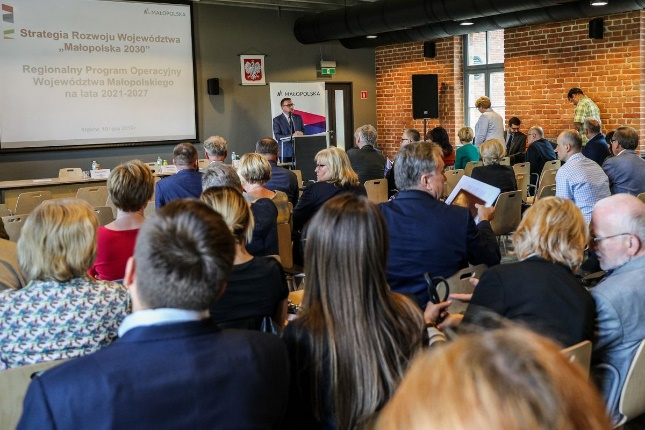 MAŁOPOLSKA
Strategia Rozwoju Województwa
„Małopolska 2030”
Regionalny Program Operacyjny
Województwa Małopolskiego
na lata 2021-2027
MAŁOPOLSKA